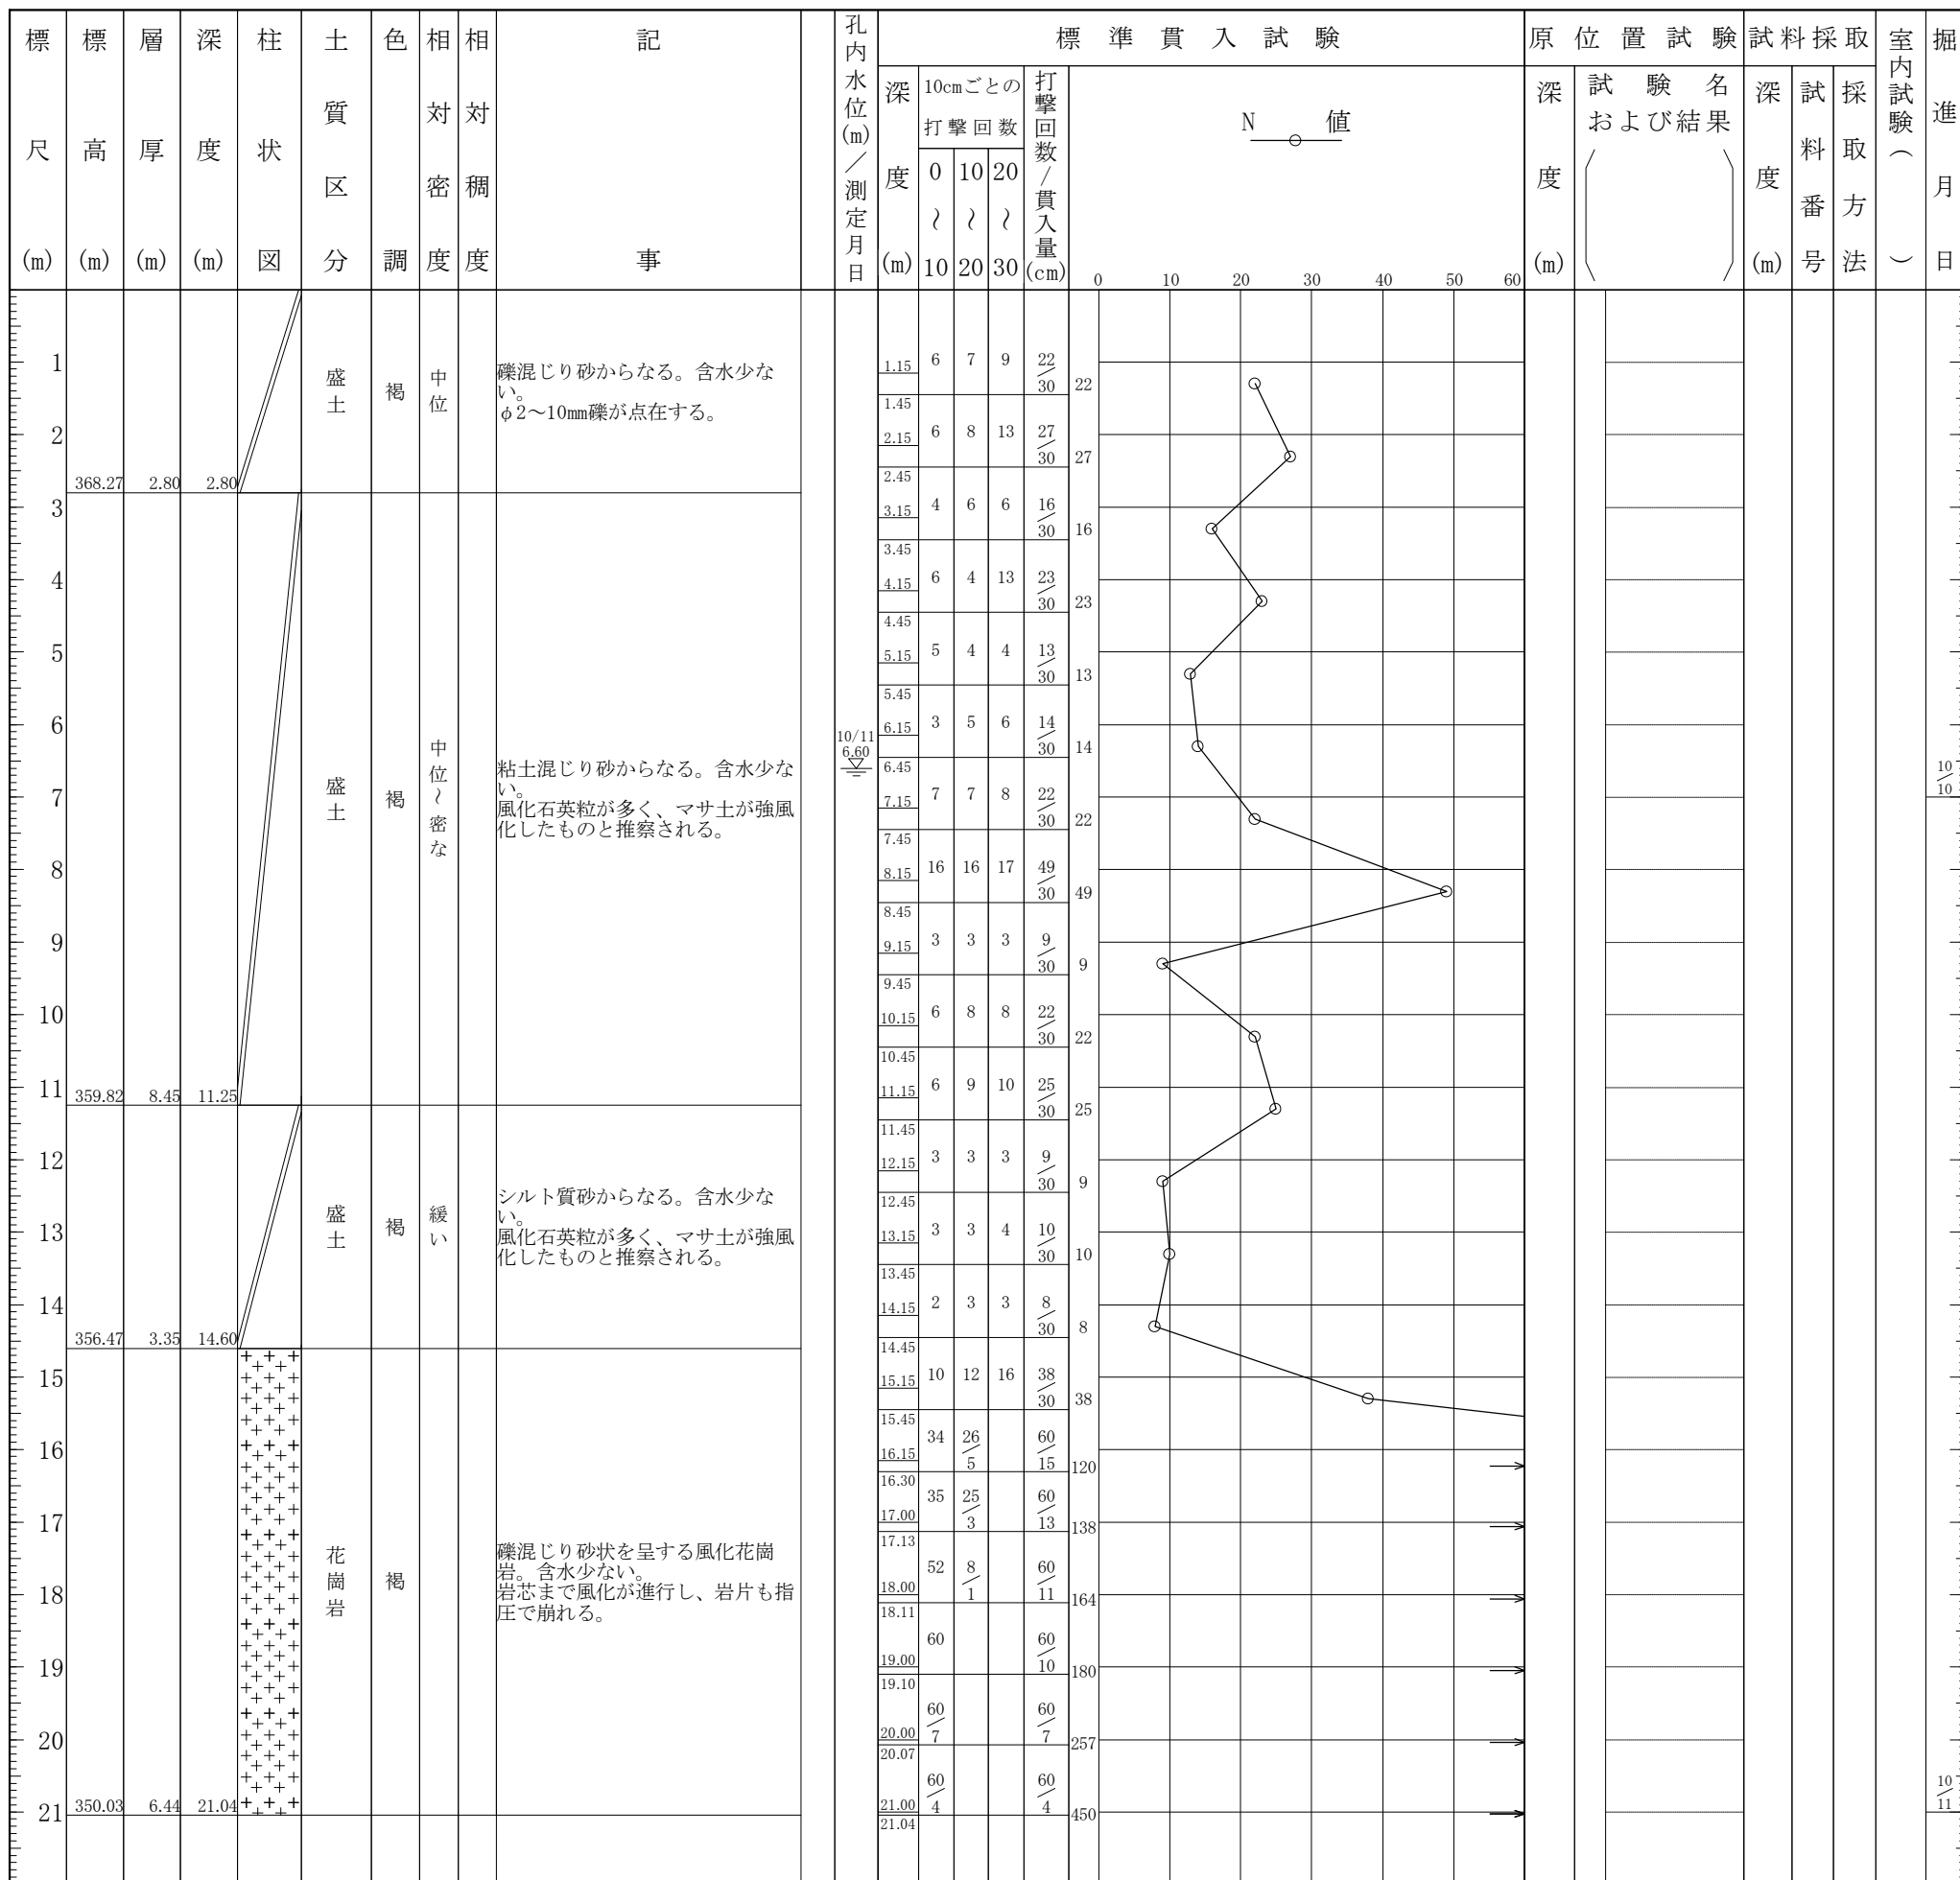 標尺(m) 標高(m) 層厚(m) 深度(m) 柱状図 土質区分 色調 相対密度 相対稠度 記事 孔内水位(m)／測定月日 標準貫入試験 原位置試験 試料採取 室内試験（ ） 掘進月日
深度(m) 10cmごとの打撃回数 打撃回数/貫入量(cm) N 値 深度(m) 試験名および結果 深度(m) 試料番号 採取方法
0〜10 10〜20 20〜30
0 10 20 30 40 50 60
1
2
3
4
5
6
7
8
9
10
11
12
13
14
15
16
17
18
19
20
21
368.27 2.80 2.80
盛土 褐 中位
礫混じり砂からなる。含水少な
い。
φ2〜10mm礫が点在する。
359.82 8.45 11.25
盛土 褐 中位〜密な
粘土混じり砂からなる。含水少な
い。
風化石英粒が多く、マサ土が強風
化したものと推察される。
356.47 3.35 14.60
盛土 褐 緩い
シルト質砂からなる。含水少な
い。
風化石英粒が多く、マサ土が強風
化したものと推察される。
350.03 6.44 21.04
花崗岩 褐
礫混じり砂状を呈する風化花崗
岩。含水少ない。
岩芯まで風化が進行し、岩片も指
圧で崩れる。
10/11
6.60
1.15 6 7 9 22/30 22
1.45
2.15 6 8 13 27/30 27
2.45
3.15 4 6 6 16/30 16
3.45
4.15 6 4 13 23/30 23
4.45
5.15 5 4 4 13/30 13
5.45
6.15 3 5 6 14/30 14
6.45
7.15 7 7 8 22/30 22
7.45
8.15 16 16 17 49/30 49
8.45
9.15 3 3 3 9/30 9
9.45
10.15 6 8 8 22/30 22
10.45
11.15 6 9 10 25/30 25
11.45
12.15 3 3 3 9/30 9
12.45
13.15 3 3 4 10/30 10
13.45
14.15 2 3 3 8/30 8
14.45
15.15 10 12 16 38/30 38
15.45
16.15 34 26/5 60/15 120
16.30
17.00 35 25/3 60/13 138
17.13
18.00 52 8/1 60/11 164
18.11
19.00 60 60/10 180
19.10
20.00 60/7 60/7 257
20.07
21.00 60/4 60/4 450
21.04
10/10
10/11